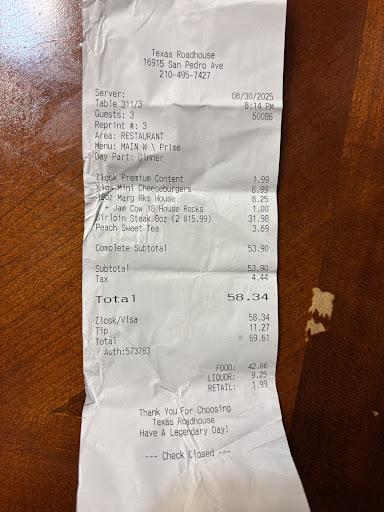 Texas Roadhouse
16915 San Pedro Ave
210-495-7427
Server: 08/30/2025
Table 311/3 8:14 PM
Guests: 3 60086
Reprint #: 3
Area: RESTAURANT
Menu: MAIN W \ Prime
Day Part: Dinner
Ziosk Premium Content 1.99
Kids Mini Cheeseburgers 6.99
18oz Marg Rks House 8.25
+ Jam Cow 18 House Rocks 1.00
Sirloin Steak 8oz (2 @15.99) 31.98
Peach Sweet Tea 3.69
Complete Subtotal 53.90
Subtotal 53.90
Tax 4.44
Total 58.34
Ziosk/Visa 58.34
Tip 11.27
Total = 69.61
Auth:573783
FOOD: 42.66
LIQUOR: 9.25
RETAIL: 1.99
Thank You For Choosing
Texas Roadhouse
Have A Legendary Day!
--- Check Closed ---